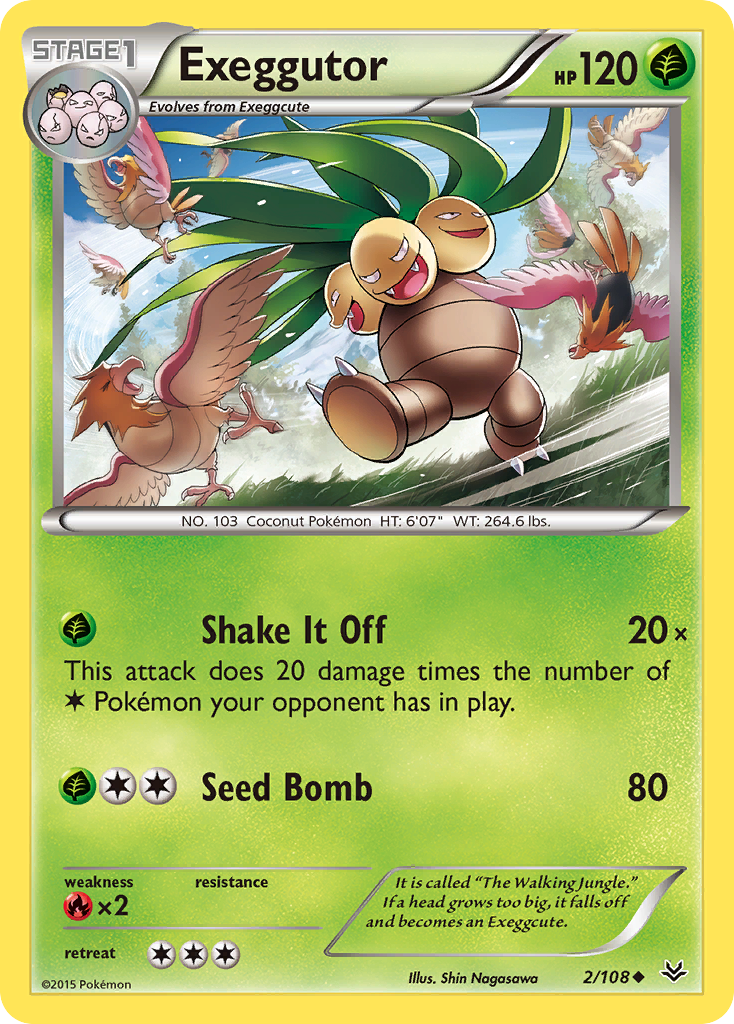 STAGE1
Exeggutor
HP120
Evolves from Exeggcute
NO. 103 Coconut Pokémon HT: 6'07" WT: 264.6 lbs.
Shake It Off 20×
This attack does 20 damage times the number of
Pokémon your opponent has in play.
Seed Bomb 80
weakness resistance
×2
retreat
It is called "The Walking Jungle."
If a head grows too big, it falls off
and becomes an Exeggcute.
©2015 Pokémon
Illus. Shin Nagasawa
2/108